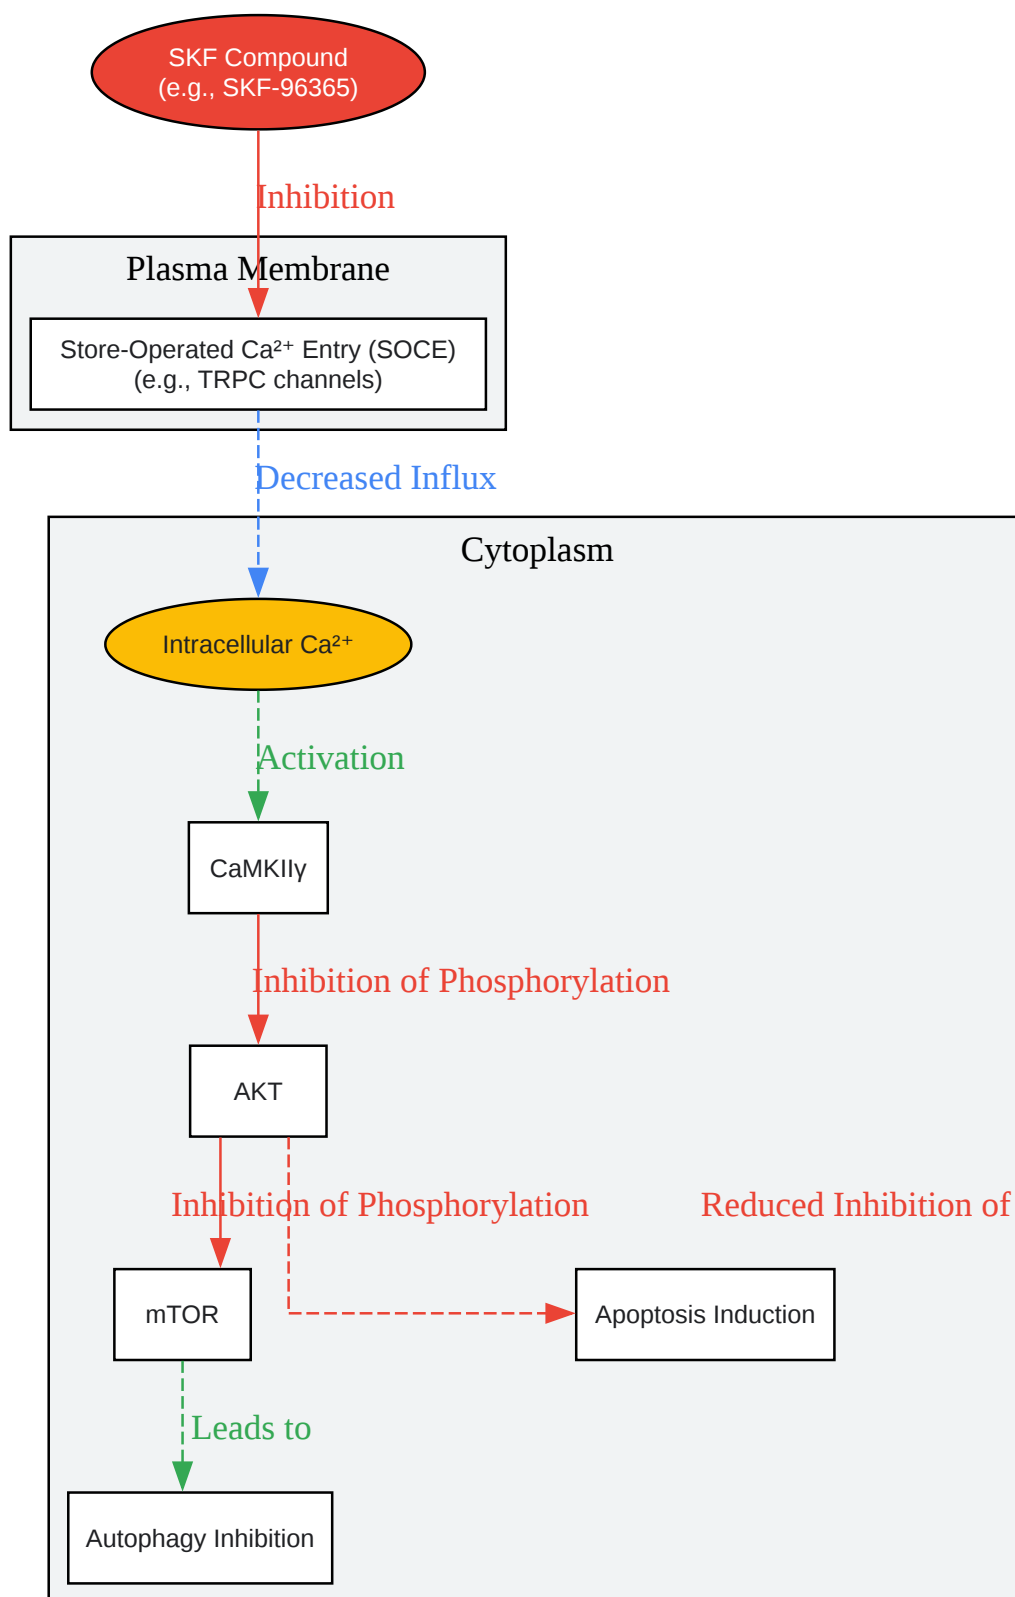 SKF Compound
(e.g., SKF-96365)
Inhibition
Plasma Membrane
Store-Operated Ca²⁺ Entry (SOCE)
(e.g., TRPC channels)
Decreased Influx
Cytoplasm
Intracellular Ca²⁺
Activation
CaMKIIγ
Inhibition of Phosphorylation
AKT
Inhibition of Phosphorylation
Reduced Inhibition of
mTOR
Apoptosis Induction
Leads to
Autophagy Inhibition